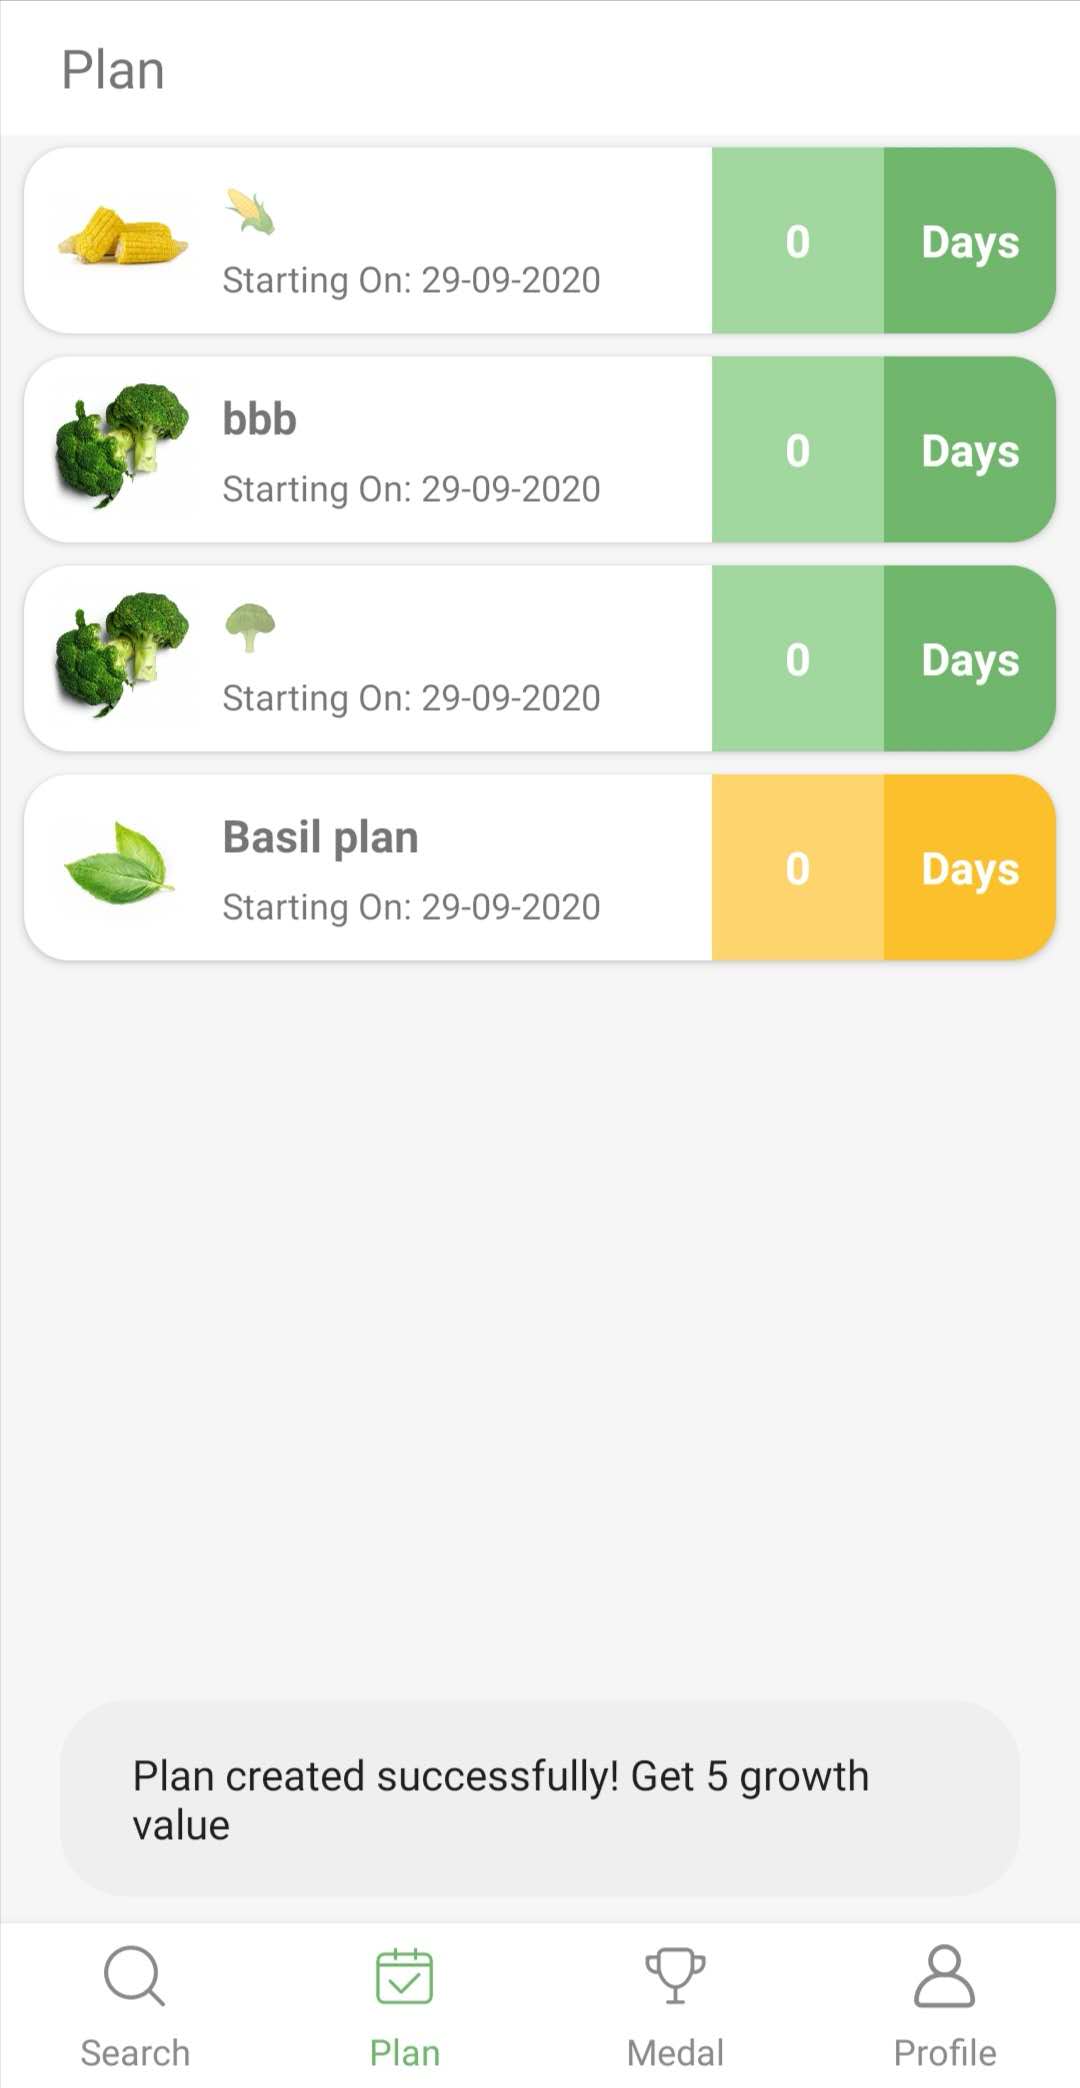 Plan
🌽
Starting On: 29-09-2020
0
Days
bbb
Starting On: 29-09-2020
0
Days
🥦
Starting On: 29-09-2020
0
Days
Basil plan
Starting On: 29-09-2020
0
Days
Plan created successfully! Get 5 growth
value
Search
Plan
Medal
Profile